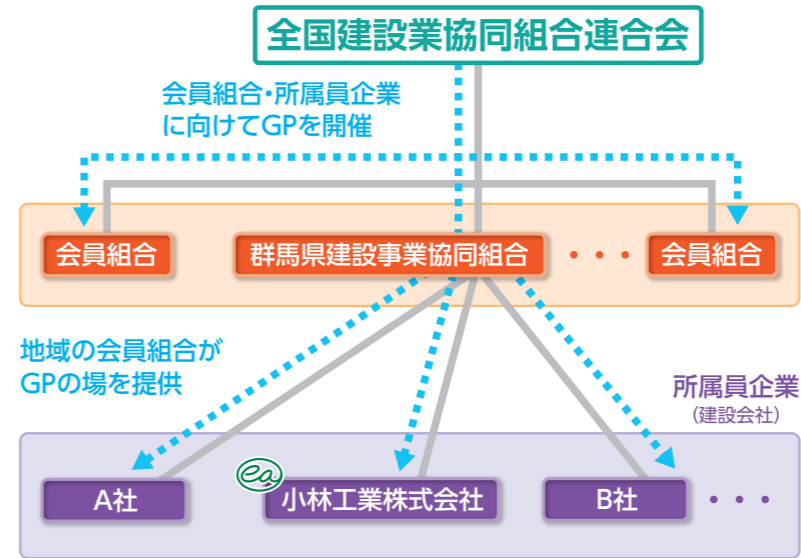 全国建設業協同組合連合会
会員組合・所属員企業
に向けてGPを開催
会員組合
群馬県建設事業協同組合
・・・
会員組合
地域の会員組合が
GPの場を提供
所属員企業
（建設会社）
A社
ea
小林工業株式会社
B社
・・・